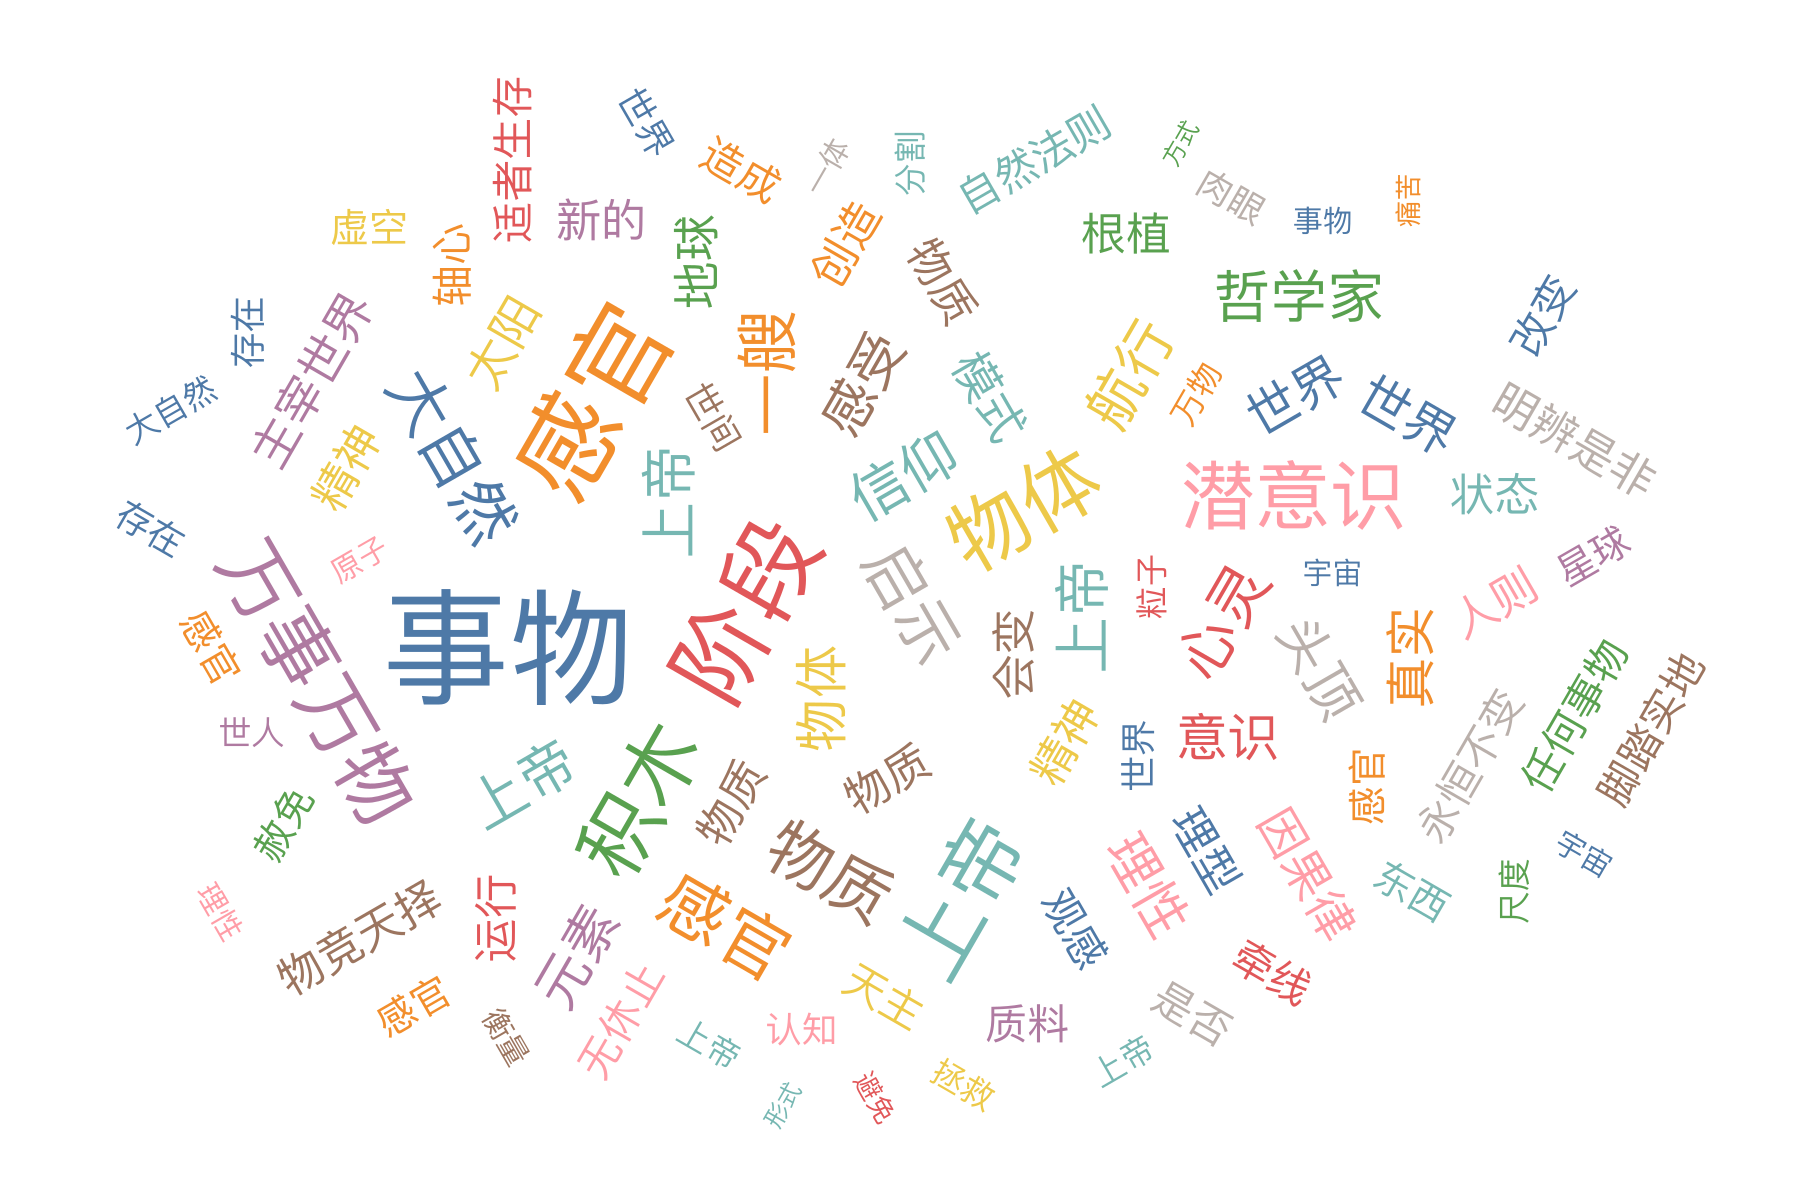 适者生存
世界
造成
一体
分割
自然法则
方式
肉眼
事物
痛苦
虚空
轴心
新的
地球
创造
物质
根植
哲学家
改变
存在
主宰世界
太阳
感官
一艘
感受
模式
航行
万物
世界
世界
明辨是非
大自然
精神
大自然
世间
上帝
信仰
物体
潜意识
状态
存在
原子
万事万物
事物
阶段
启示
上帝
粒子
心灵
宇宙
星球
人则
感官
世人
物体
会变
头顶
真实
任何事物
脚踏实地
永恒不变
上帝
积木
物质
物质
精神
世界
意识
感官
赦免
理性
物竞天择
运行
元素
感官
物质
上帝
观感
理性
理型
因果律
东西
尺度
宇宙
牵线
感官
衡量
无休止
上帝
认知
天主
质料
是否
形式
避免
拯救
上帝